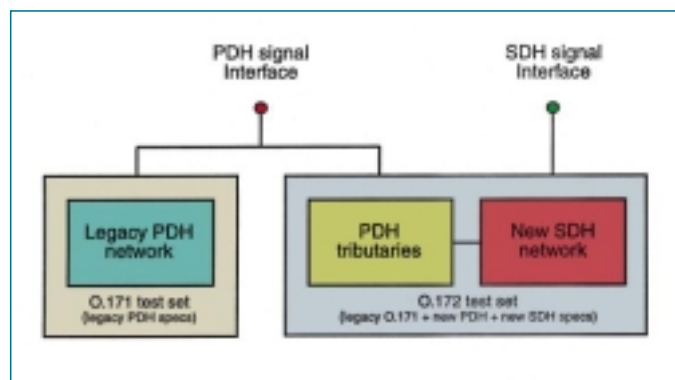 PDH signal
Interface
SDH signal
Interface
Legacy PDH
network
PDH
tributaries
New SDH
network
O.171 test set
(legacy PDH specs)
O.172 test set
(legacy O.171 + new PDH + new SDH specs)